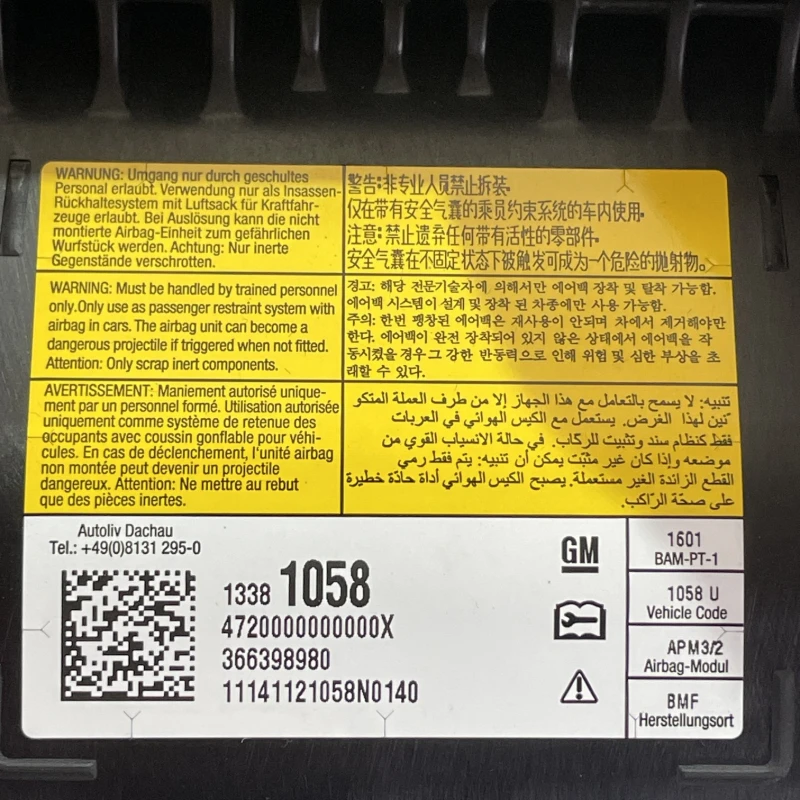 WARNUNG: Umgang nur durch geschultes
Personal erlaubt. Verwendung nur als Insassen-
Rückhaltesystem mit Luftsack für Kraftfahr-
zeuge erlaubt. Bei Auslösung kann die nicht
montierte Airbag-Einheit zum gefährlichen
Wurfstück werden. Achtung: Nur inerte
Gegenstände verschrotten.
警告:非专业人员禁止拆装.
仅在带有安全气囊的乘员约束系统的车内使用.
注意:禁止遗弃任何带有活性的零部件.
安全气囊在不固定状态下被触发可成为一个危险的抛射物。
WARNING: Must be handled by trained personnel
only.Only use as passenger restraint system with
airbag in cars. The airbag unit can become a
dangerous projectile if triggered when not fitted.
Attention: Only scrap inert components.
경고: 해당 전문기술자에 의해서만 에어백 장착 및 탈착 가능함.
에어백 시스템이 설계 및 장착 된 차종에만 사용 가능함.
주의: 한번 팽창된 에어백은 재사용이 안되며 차에서 제거해야만
한다. 에어백이 완전 장착되어 있지 않은 상태에서 에어백을 작
동시켰을 경우 그 강한 반동력으로 인해 위험 및 심한 부상을 초
래할 수 있다.
AVERTISSEMENT: Maniement autorisé unique-
ment par un personnel formé. Utilisation autorisée
uniquement comme système de retenue des
occupants avec coussin gonflable pour véhi-
cules. En cas de déclenchement, l'unité airbag
non montée peut devenir un projectile
dangereux. Attention: Ne mettre au rebut
que des pièces inertes.
تنبيه: لا يسمح بالتعامل مع هذا الجهاز إلا من طرف العملة المتكو
تين لهذا الغرض. يستعمل مع الكيس الهوائي في العربات
فقط كنظام سند وتثبيت للركاب. في حالة الانسياب القوي من
موضعه وإذا كان غير مثبت يمكن أن تنبيه: يتم فقط رمي
القطع الزائدة الغير مستعملة. يصبح الكيس الهوائي أداة حادّة خطيرة
على صحّة الرّاكب.
Autoliv Dachau
Tel.: +49(0)8131 295-0
1338 1058
4720000000000X
366398980
11141121058N0140
GM
1601
BAM-PT-1
1058 U
Vehicle Code
APM3/2
Airbag-Modul
BMF
Herstellungsort